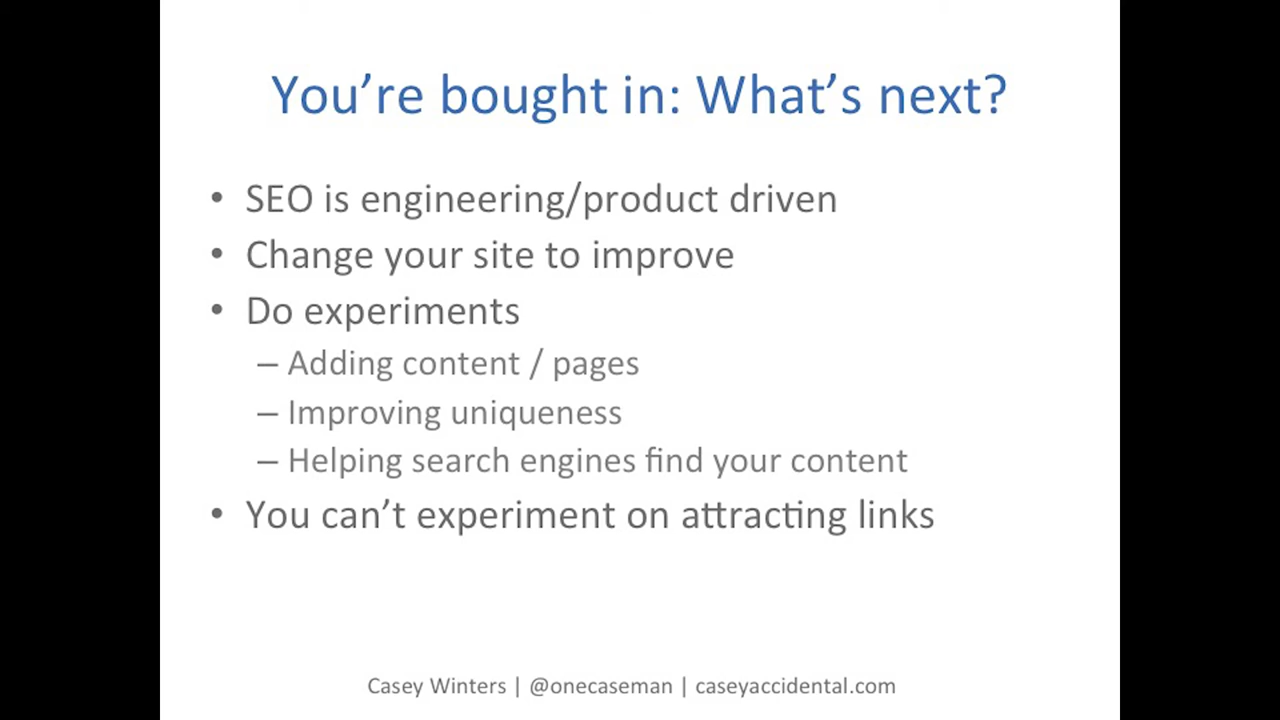 You’re bought in: What’s next?
• SEO is engineering/product driven
• Change your site to improve
• Do experiments
– Adding content / pages
– Improving uniqueness
– Helping search engines find your content
• You can’t experiment on attracting links
Casey Winters | @onecaseman | caseyaccidental.com